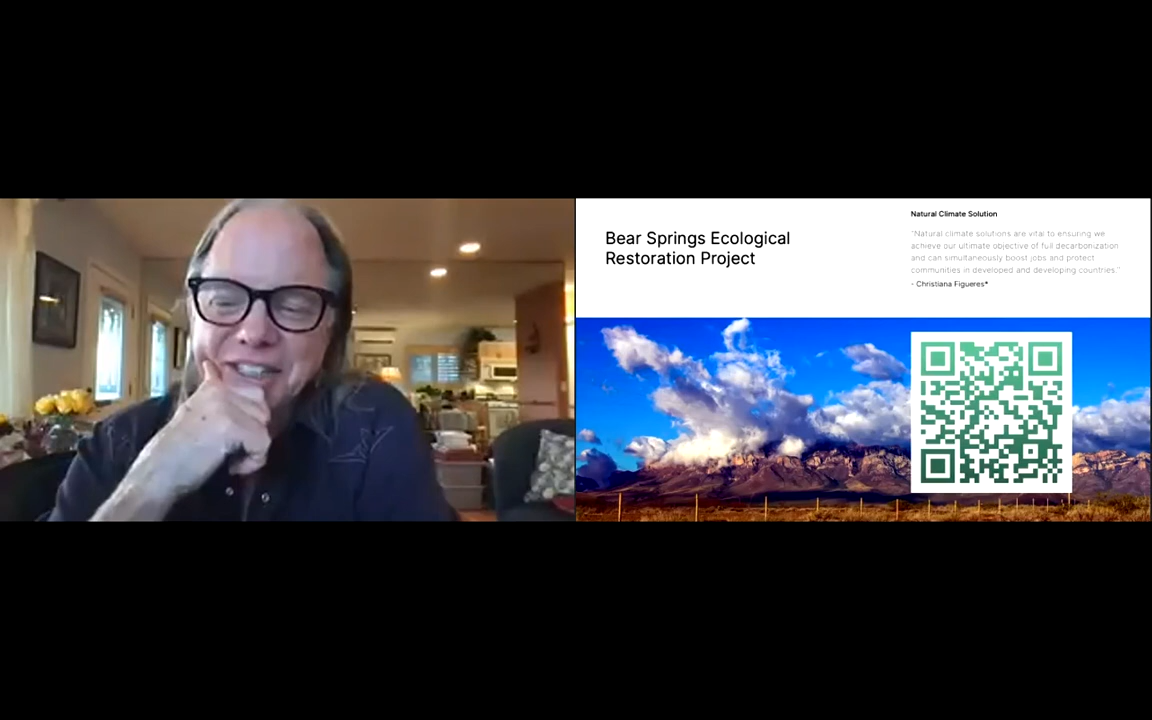 Bear Springs Ecological
Restoration Project
Natural Climate Solution
"Natural climate solutions are vital to ensuring we
achieve our ultimate objective of full decarbonization
and can simultaneously boost jobs and protect
communities in developed and developing countries."
- Christiana Figueres*